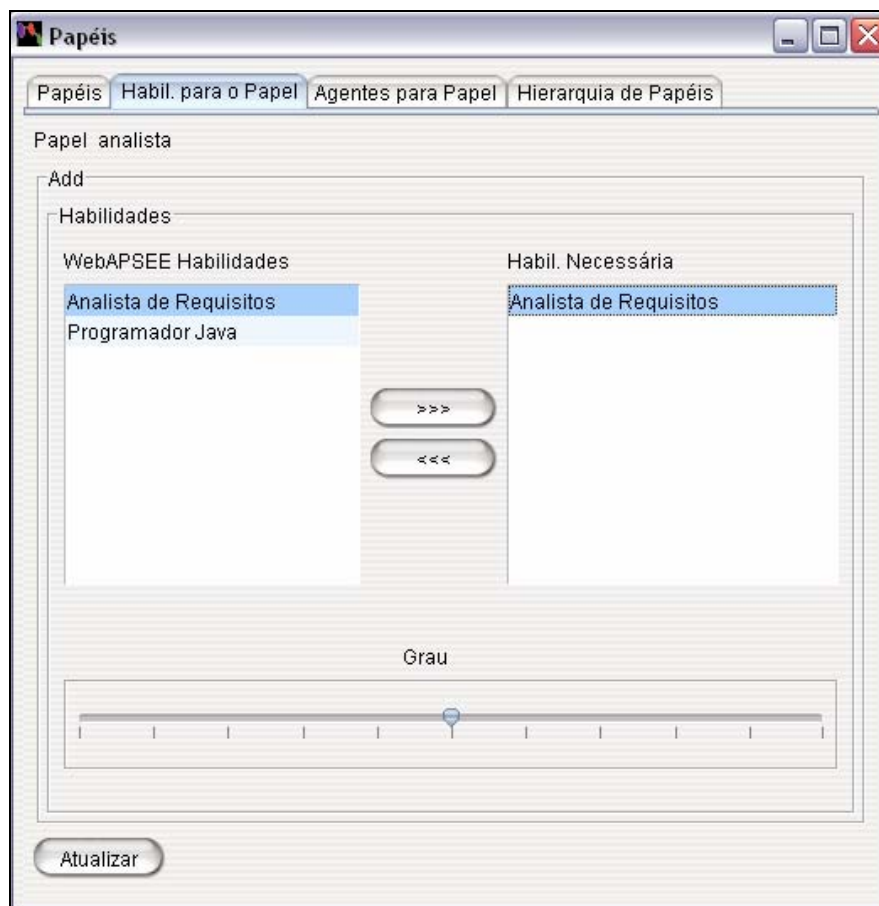 Papéis
Papéis Habil. para o Papel Agentes para Papel Hierarquia de Papéis
Papel analista
Add
Habilidades
WebAPSEE Habilidades Habil. Necessária
Analista de Requisitos Analista de Requisitos
Programador Java
>>>
<<<
Grau
Atualizar